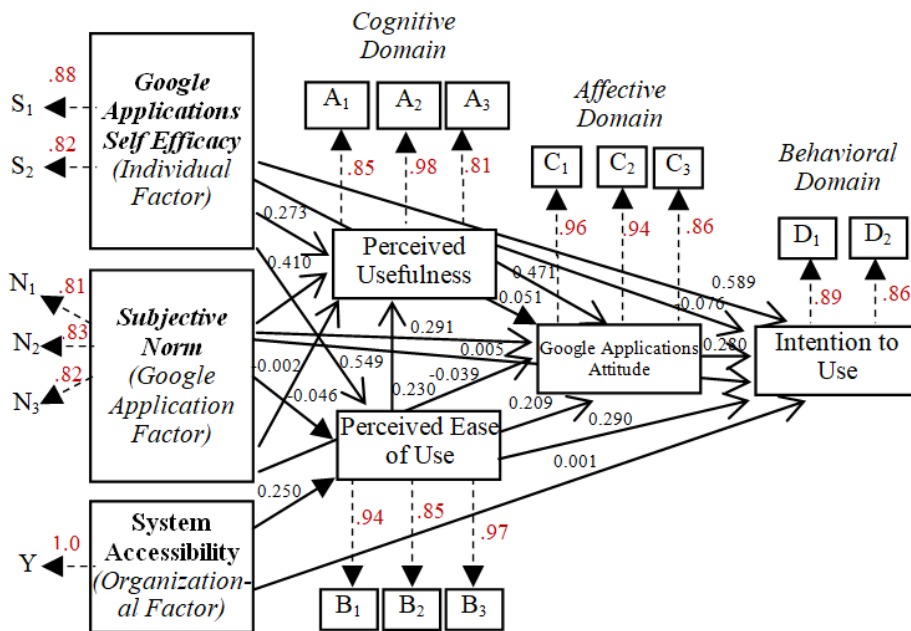 Cognitive
Domain
Google
Applications
Self Efficacy
(Individual
Factor)
S1
.88
S2
.82
A1
A2
A3
.85
.98
.81
Affective
Domain
C1
C2
C3
.96
.94
.86
Behavioral
Domain
D1
D2
.89
.86
0.273
0.410
Perceived
Usefulness
0.471
0.051
0.589
-0.076
N1
.81
N2
.83
N3
.82
Subjective
Norm
(Google
Application
Factor)
0.291
0.005
-0.002
0.549
-0.046
0.230
-0.039
Google Applications
Attitude
0.280
Intention to
Use
0.209
0.290
0.001
Perceived Ease
of Use
0.250
.94
.85
.97
Y
1.0
System
Accessibility
(Organization-
al Factor)
B1
B2
B3